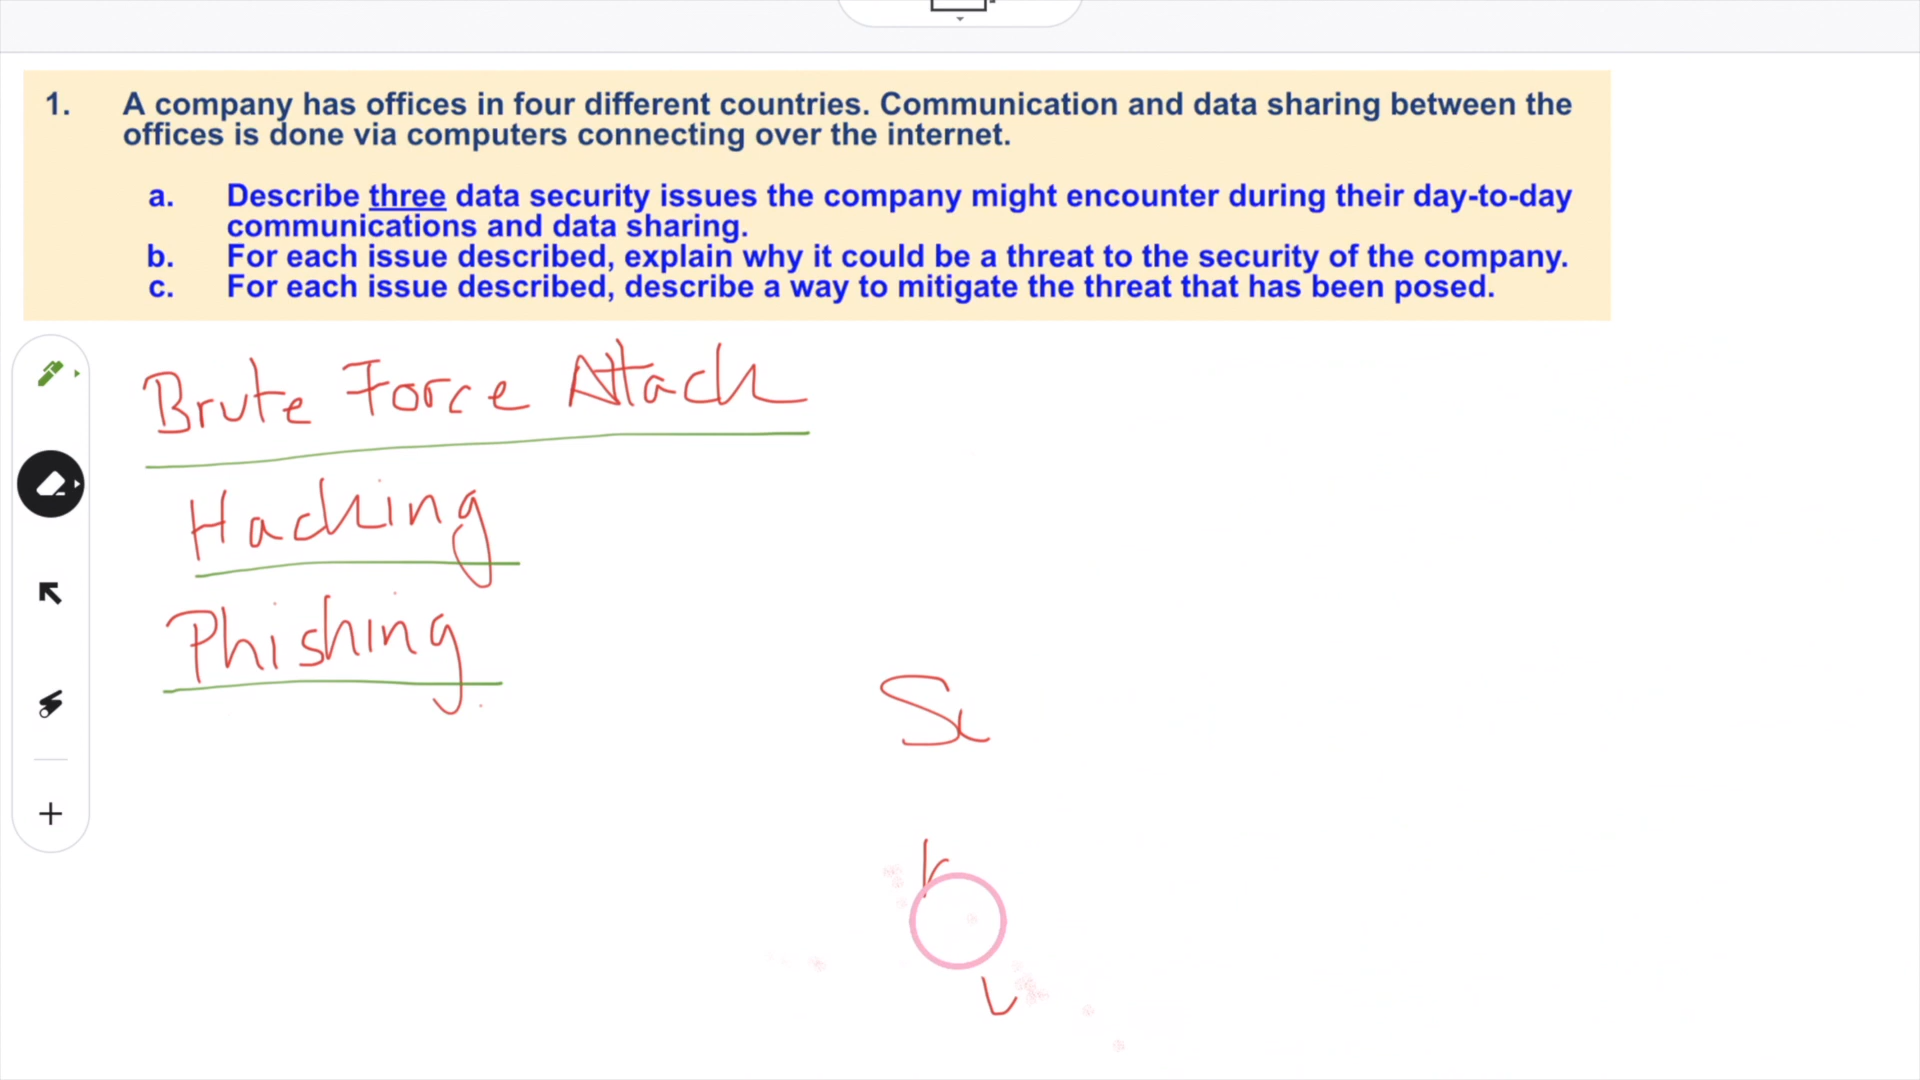 1. A company has offices in four different countries. Communication and data sharing between the
offices is done via computers connecting over the internet.
a. Describe three data security issues the company might encounter during their day-to-day
communications and data sharing.
b. For each issue described, explain why it could be a threat to the security of the company.
c. For each issue described, describe a way to mitigate the threat that has been posed.
Brute Force Attack
Hacking
Phishing